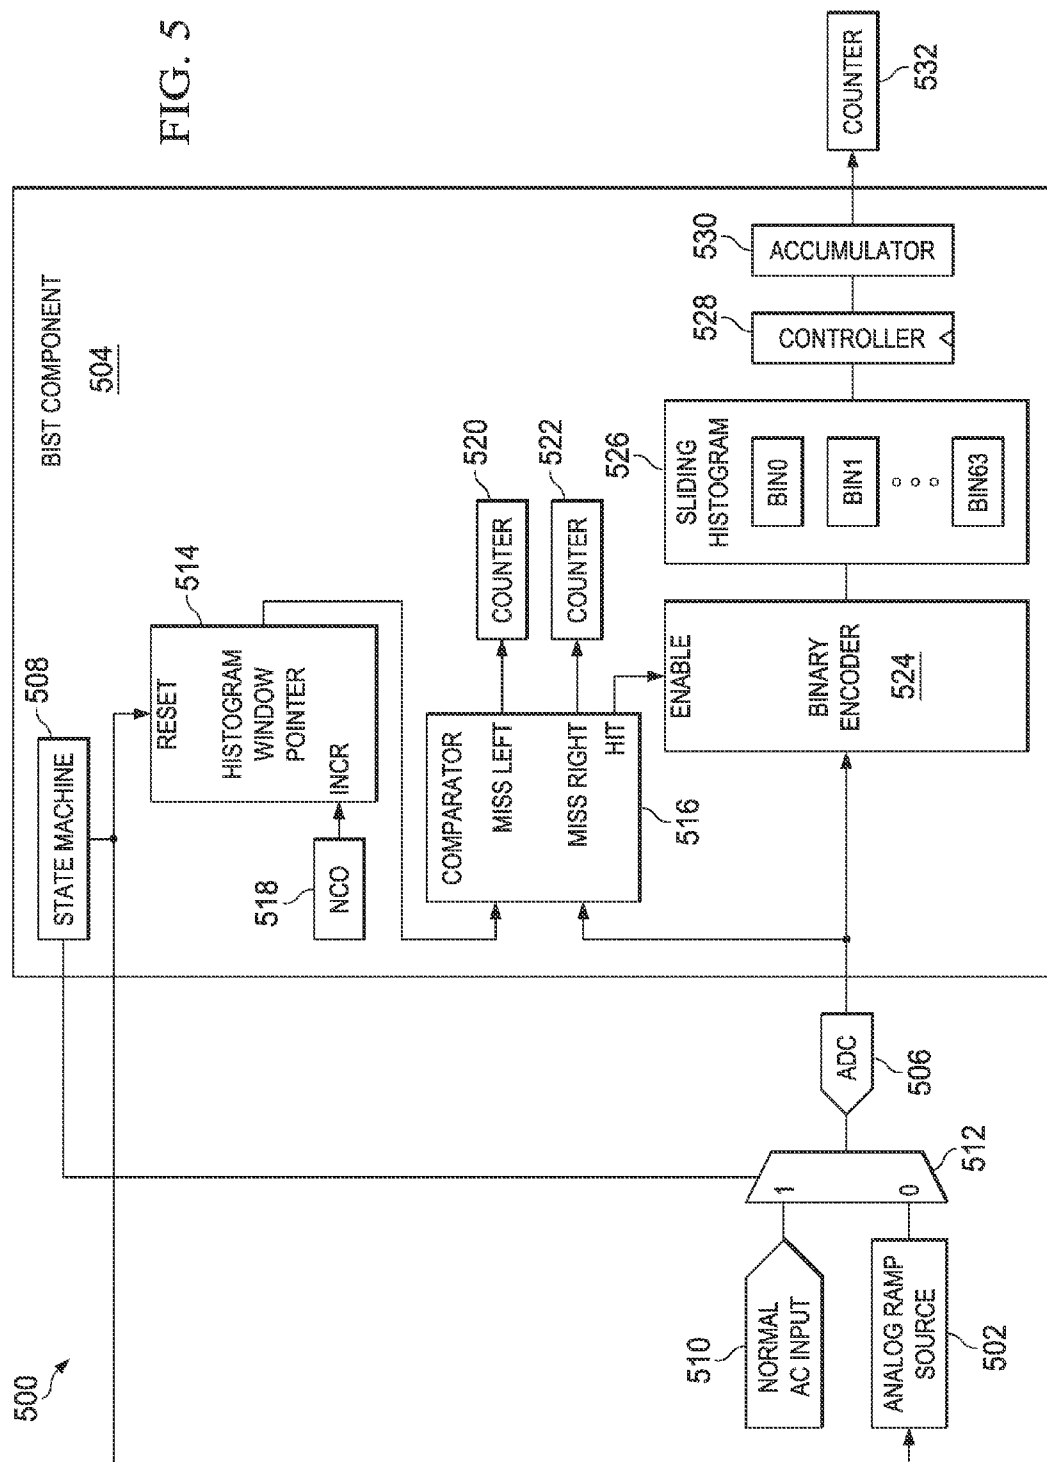 FIG. 5
500
BIST COMPONENT
504
STATE MACHINE
508
RESET
HISTOGRAM
WINDOW
POINTER
INCR
514
NCO
518
COMPARATOR
MISS LEFT
MISS RIGHT
HIT
516
COUNTER
520
COUNTER
522
NORMAL
AC INPUT
510
ANALOG RAMP
SOURCE
502
1
0
512
ADC
506
ENABLE
BINARY
ENCODER
524
SLIDING
HISTOGRAM
526
BIN0
BIN1
BIN63
CONTROLLER
528
ACCUMULATOR
530
COUNTER
532